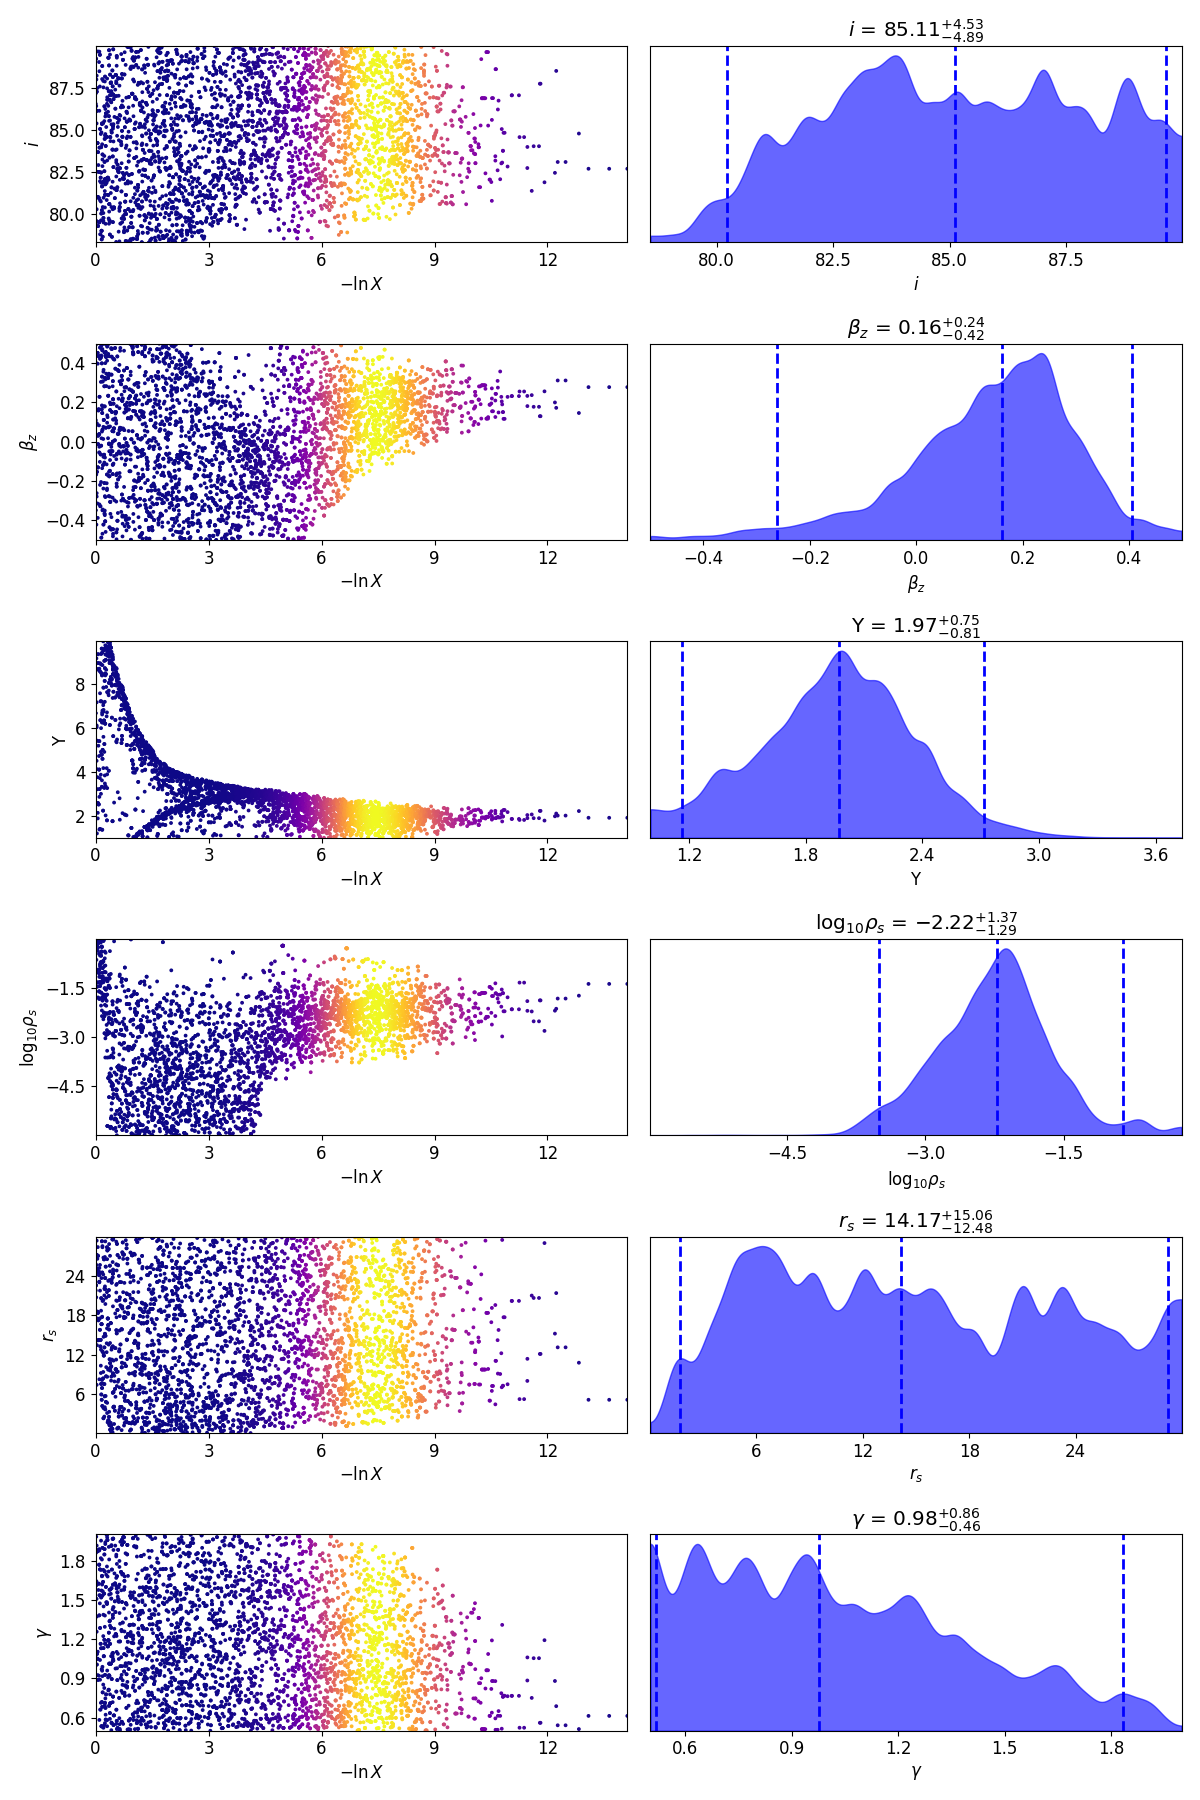 i = 85.11 +4.53 −4.89
87.5
85.0
82.5
80.0
i
0 3 6 9 12
80.0 82.5 85.0 87.5
−ln X
i
β_z = 0.16 +0.24 −0.42
0.4
0.2
0.0
−0.2
−0.4
β_z
0 3 6 9 12
−0.4 −0.2 0.0 0.2 0.4
−ln X
β_z
Y = 1.97 +0.75 −0.81
8
6
4
2
Y
0 3 6 9 12
1.2 1.8 2.4 3.0 3.6
−ln X
Y
log₁₀ρ_s = −2.22 +1.37 −1.29
−1.5
−3.0
−4.5
log₁₀ρ_s
0 3 6 9 12
−4.5 −3.0 −1.5
−ln X
log₁₀ρ_s
r_s = 14.17 +15.06 −12.48
24
18
12
6
r_s
0 3 6 9 12
6 12 18 24
−ln X
r_s
γ = 0.98 +0.86 −0.46
1.8
1.5
1.2
0.9
0.6
γ
0 3 6 9 12
0.6 0.9 1.2 1.5 1.8
−ln X
γ